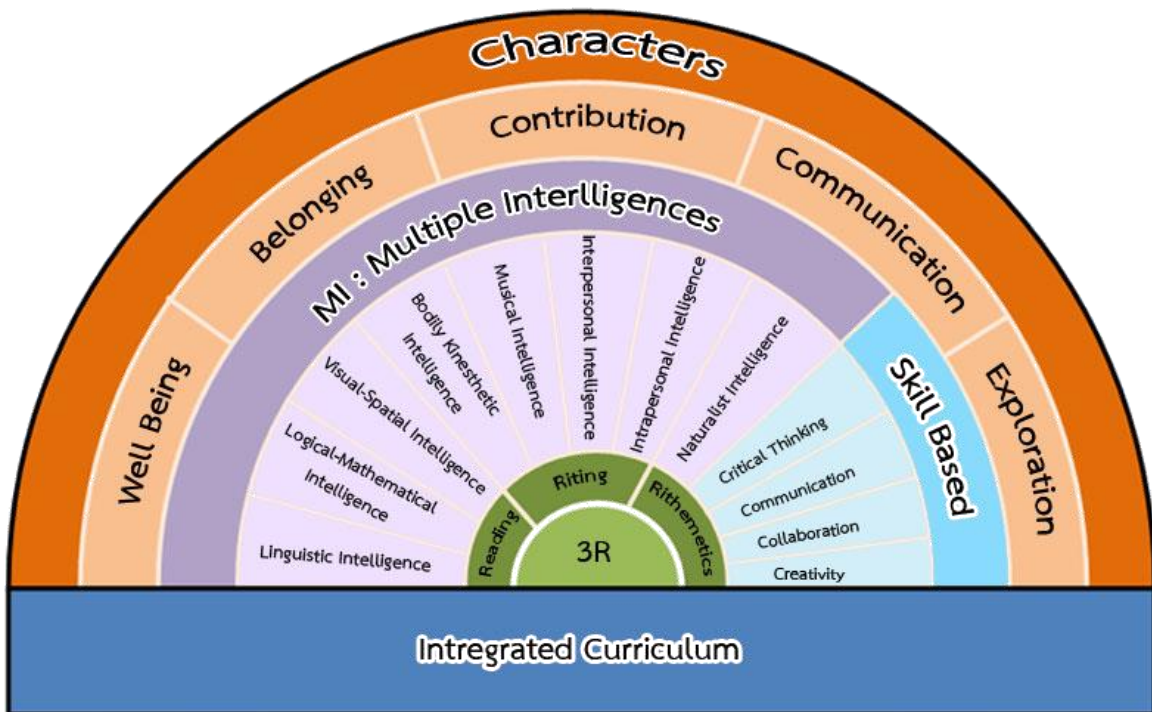 Characters
Well Being
Belonging
Contribution
Communication
Exploration
MI : Multiple Interlligences
Skill Based
Linguistic Intelligence
Logical-Mathematical
Intelligence
Visual-Spatial Intelligence
Bodily Kinesthetic
Intelligence
Musical Intelligence
Interpersonal Intelligence
Intrapersonal Intelligence
Naturalist Intelligence
Critical Thinking
Communication
Collaboration
Creativity
Reading
Riting
Rithemetics
3R
Intregrated Curriculum